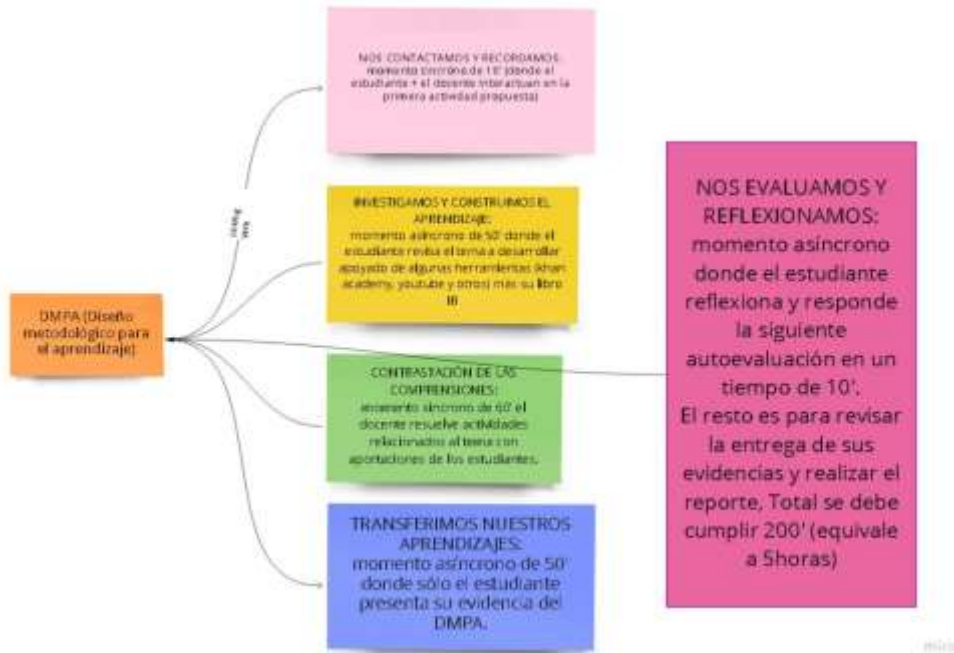 NOS CONTACTAMOS Y RECORDAMOS:
momento síncrono de 10' (donde el
estudiante + el docente interactuan en la
primera actividad propuesta)
INVESTIGAMOS Y CONSTRUIMOS EL
APRENDIZAJE:
momento asíncrono de 50' donde el
estudiante revisa el tema a desarrollar
apoyado de algunas herramientas (khan
academy, youtube y otros) más su libro
DMPA (Diseño
metodológico para
el aprendizaje)
CONTRASTACIÓN DE LAS
COMPRENSIONES:
momento síncrono de 60' el
docente resuelve actividades
relacionados al tema con
aportaciones de los estudiantes.
TRANSFERIMOS NUESTROS
APRENDIZAJES:
momento asíncrono de 50'
donde sólo el estudiante
presenta su evidencia del
DMPA.
NOS EVALUAMOS Y
REFLEXIONAMOS:
momento asíncrono
donde el estudiante
reflexiona y responde
la siguiente
autoevaluación en un
tiempo de 10'.
El resto es para revisar
la entrega de sus
evidencias y realizar el
reporte, Total se debe
cumplir 200' (equivale
a 5horas)
miro